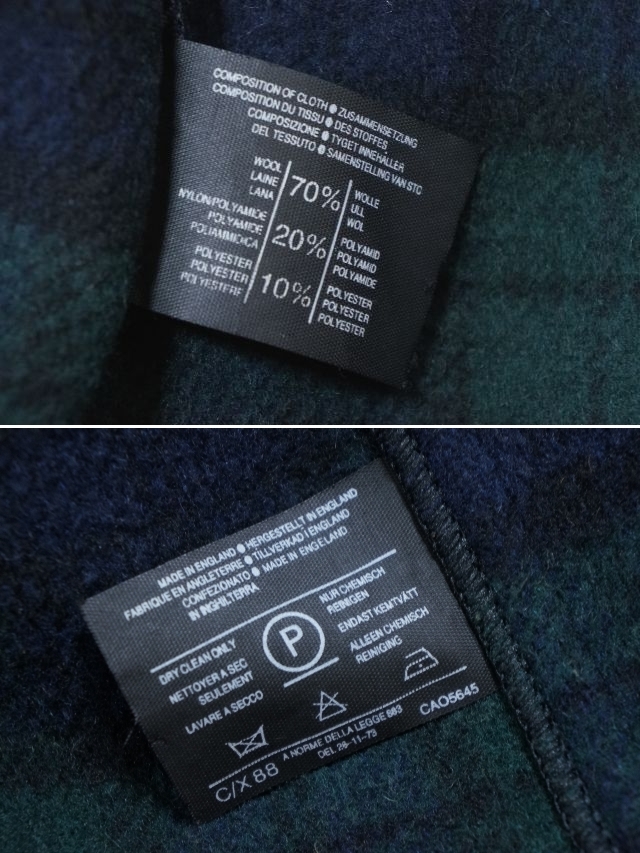 COMPOSITION OF CLOTH ● ZUSAMMENSETZUNG
COMPOSITION DU TISSU ● DES STOFFES
COMPOSIZIONE ● TYGET INNEHALLER
DEL TESSUTO ● SAMENSTELLING VAN STO
WOOL
LAINE
LANA
70%
WOLLE
ULL
WOL
NYLON/POLYAMIDE
POLYAMIDE
POLIAMMIDICA
20%
POLYAMID
POLYAMID
POLYAMIDE
POLYESTER
POLYESTER
POLYESTERE
10%
POLYESTER
POLYESTER
POLYESTER
MADE IN ENGLAND ● HERGESTELLT IN ENGLAND
FABRIQUE EN ANGLETERRE ● TILLVERKAD I ENGLAND
CONFEZIONATO ● MADE IN ENGELAND
IN INGHILTERRA
DRY CLEAN ONLY
NETTOYER A SEC
SEULEMENT
LAVARE A SECCO
P
NUR CHEMISCH
REINIGEN
ENDAST KEMTVÄTT
ALLEEN CHEMISCH
REINIGING
A NORME DELLA LEGGE 883
DEL 26-11-73
C/X 88
CAO5645